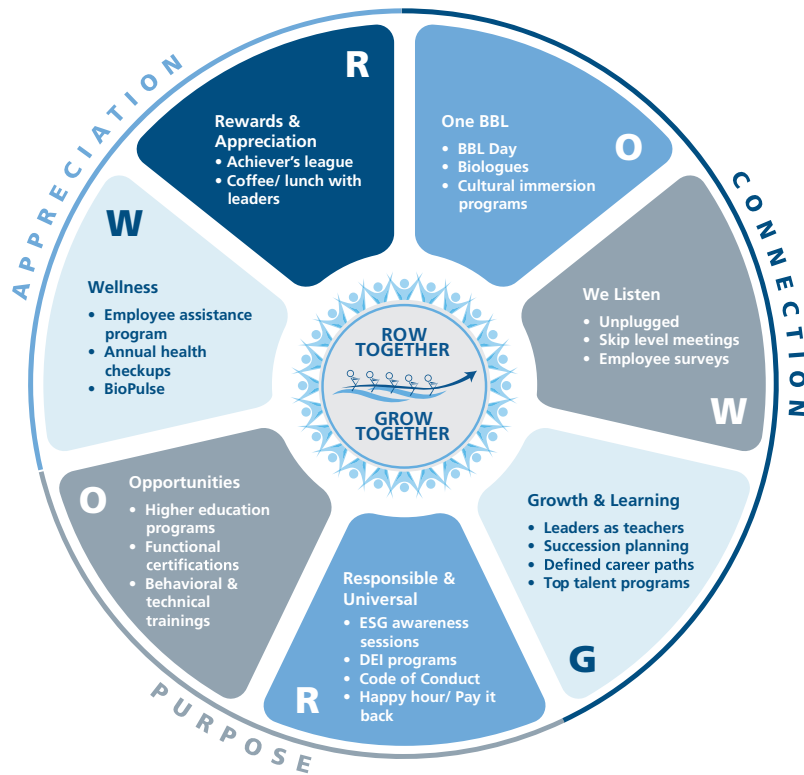 APPRECIATION
CONNECTION
PURPOSE
R
Rewards &
Appreciation
• Achiever's league
• Coffee/ lunch with
leaders
O
One BBL
• BBL Day
• Biologues
• Cultural immersion
programs
We Listen
• Unplugged
• Skip level meetings
• Employee surveys
W
Growth & Learning
• Leaders as teachers
• Succession planning
• Defined career paths
• Top talent programs
G
Responsible &
Universal
• ESG awareness
sessions
• DEI programs
• Code of Conduct
• Happy hour/ Pay it
back
R
Opportunities
O
• Higher education
programs
• Functional
certifications
• Behavioral &
technical
trainings
W
Wellness
• Employee assistance
program
• Annual health
checkups
• BioPulse
ROW
TOGETHER
GROW
TOGETHER